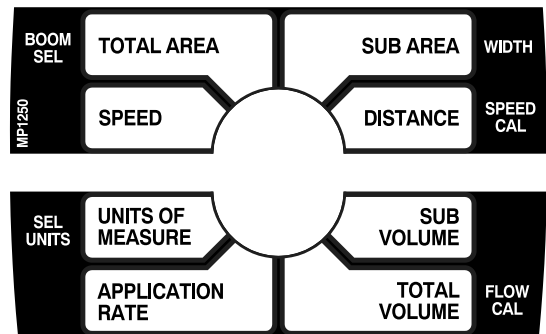 BOOM
SEL
TOTAL AREA
SUB AREA
WIDTH
MP1250
SPEED
DISTANCE
SPEED
CAL
SEL
UNITS
UNITS OF
MEASURE
SUB
VOLUME
APPLICATION
RATE
TOTAL
VOLUME
FLOW
CAL